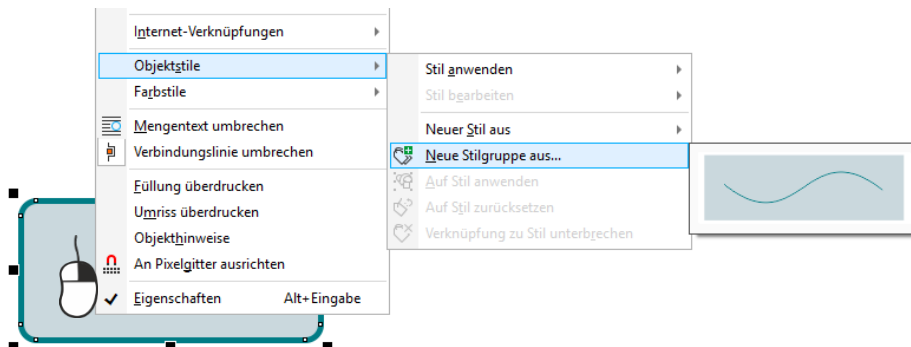 Internet-Verknüpfungen
Objektstile
Farbstile
Mengentext umbrechen
Verbindungslinie umbrechen
Füllung überdrucken
Umriss überdrucken
Objekthinweise
An Pixelgitter ausrichten
Eigenschaften Alt+Eingabe
Stil anwenden
Stil bearbeiten
Neuer Stil aus
Neue Stilgruppe aus...
Auf Stil anwenden
Auf Stil zurücksetzen
Verknüpfung zu Stil unterbrechen